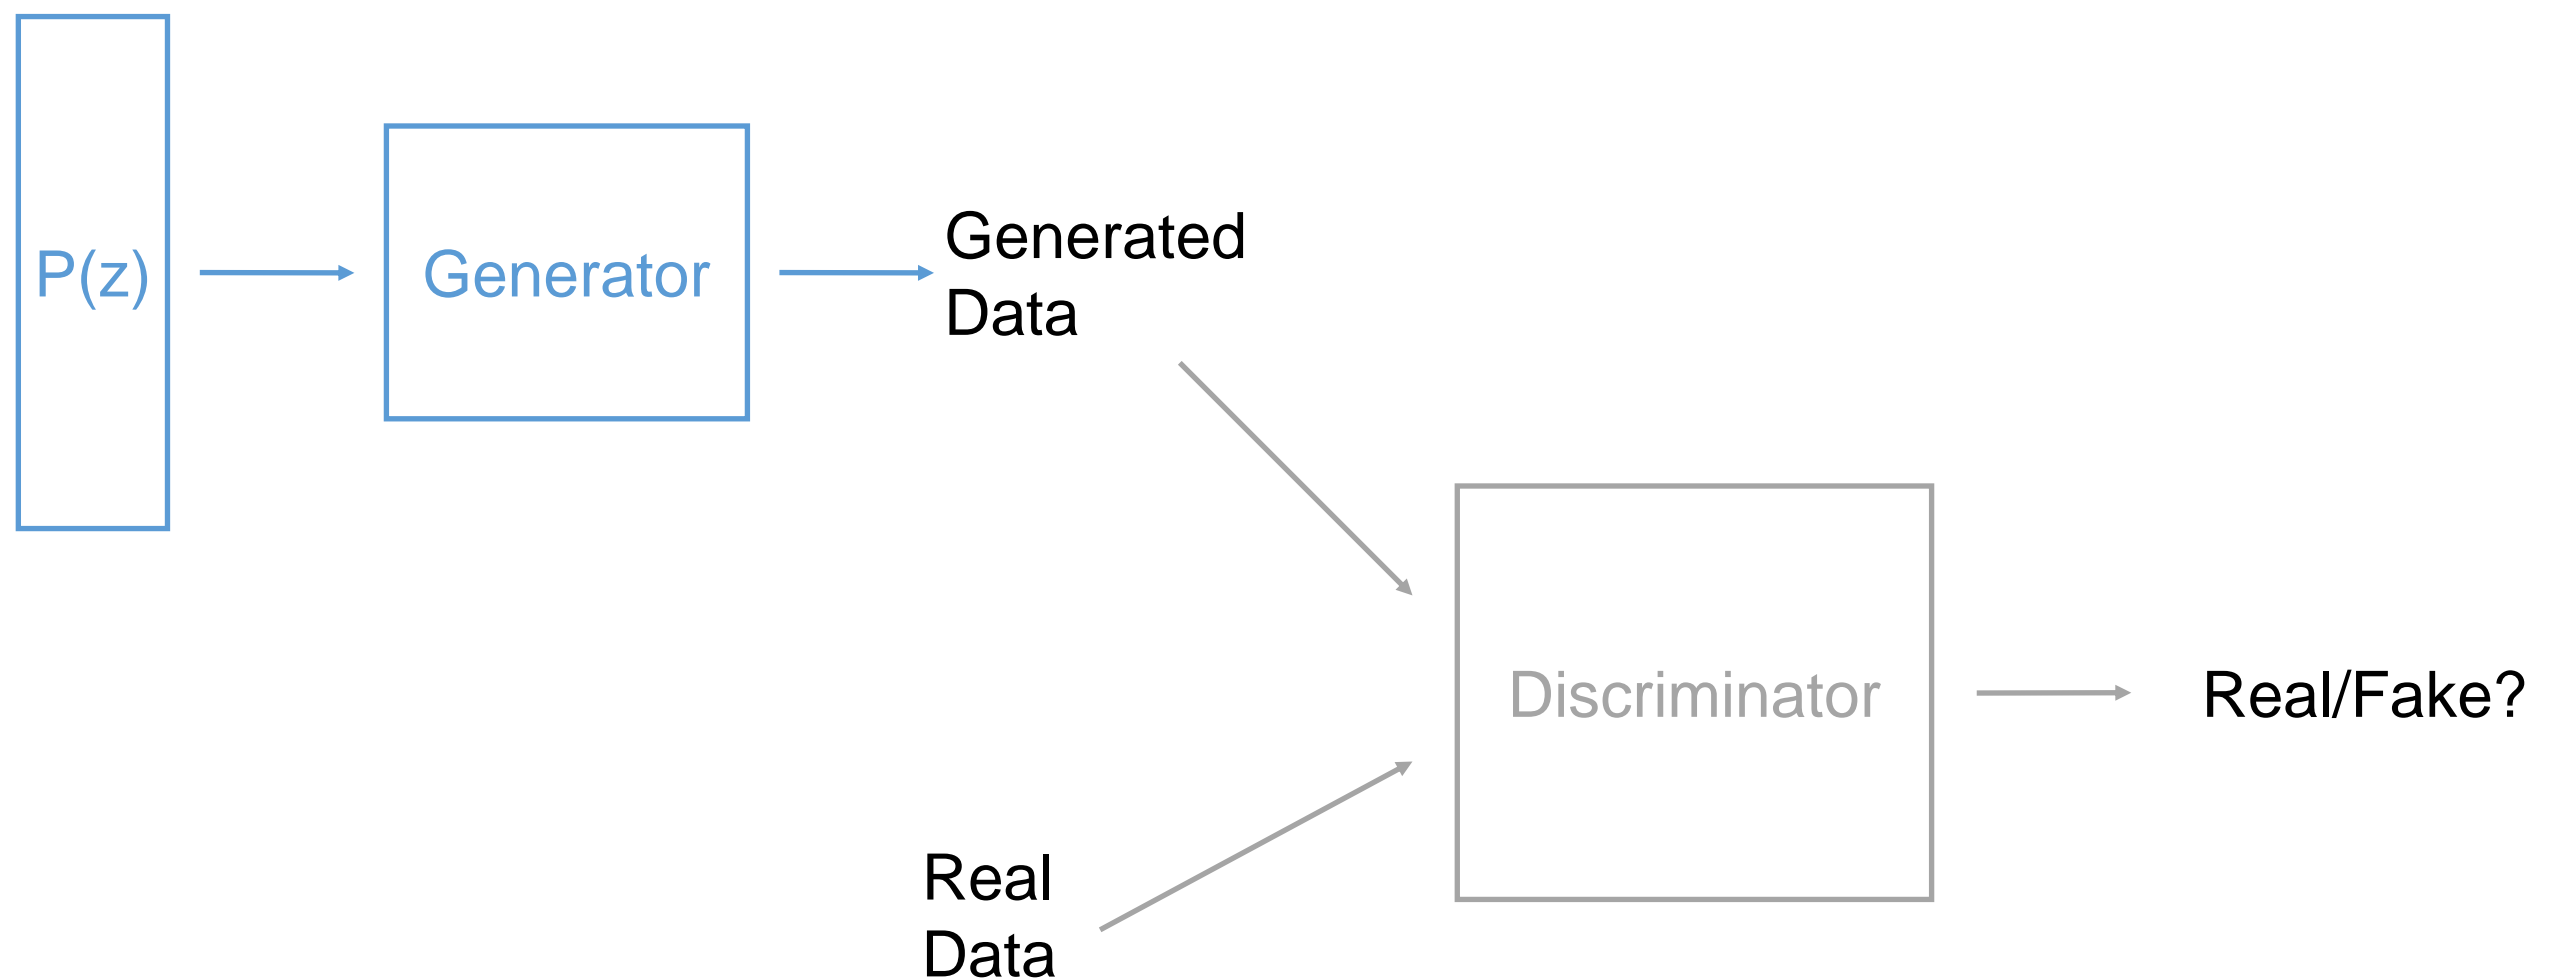 P(z)
Generator
Generated
Data
Discriminator
Real/Fake?
Real
Data